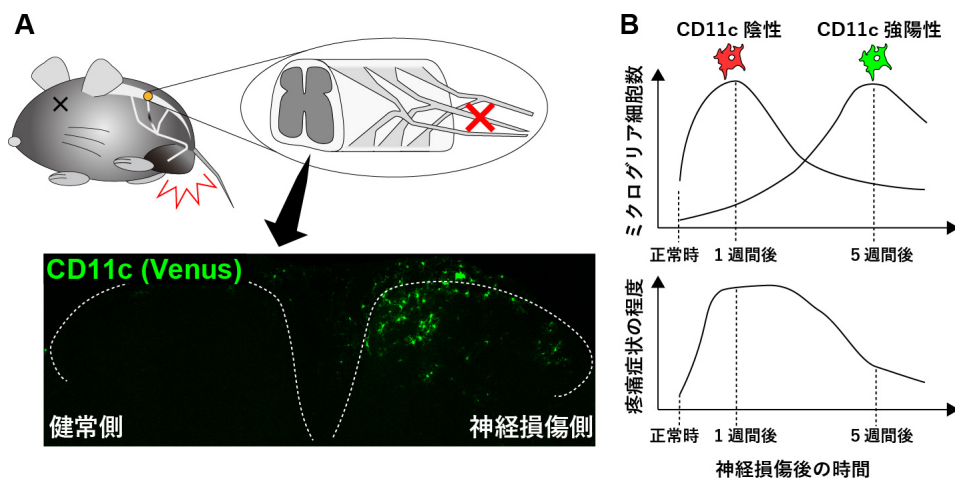 A
CD11c (Venus)
健常側
神経損傷側
B
CD11c 陰性
CD11c 強陽性
ミクログリア細胞数
正常時
1週間後
5週間後
疼痛症状の程度
正常時
1週間後
5週間後
神経損傷後の時間